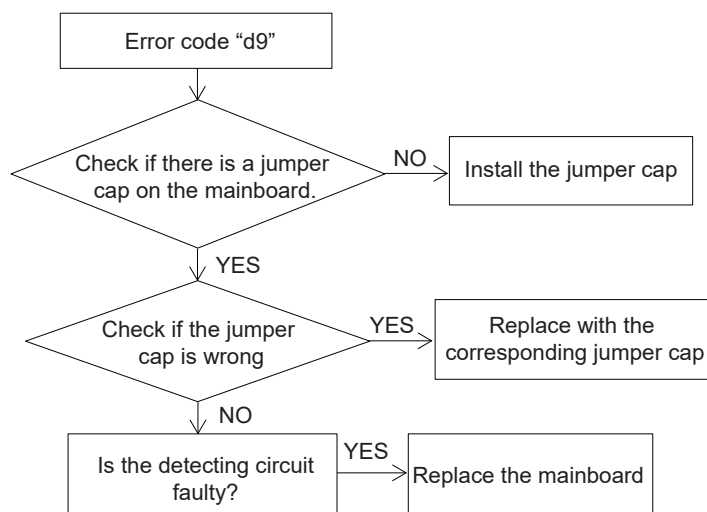 Error code “d9”
Check if there is a jumper
cap on the mainboard.
NO
Install the jumper cap
YES
Check if the jumper
cap is wrong
YES
Replace with the
corresponding jumper cap
NO
Is the detecting circuit
faulty?
YES
Replace the mainboard